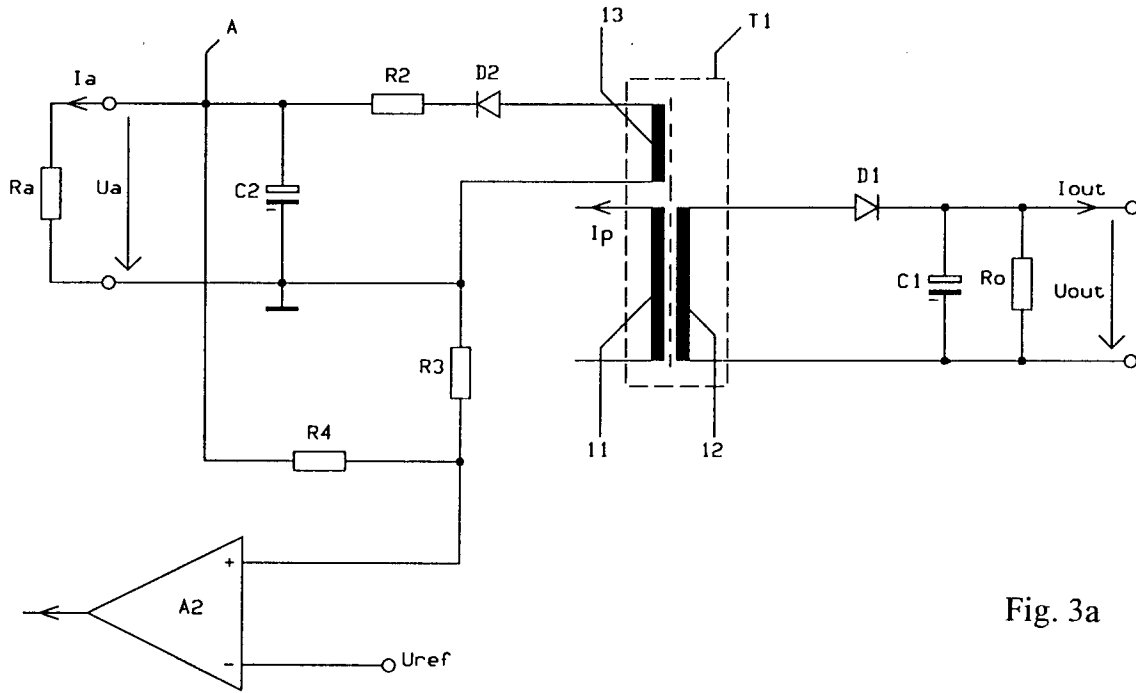 13
T1
A
Ia
R2
D2
Ra
Ua
C2
D1
Iout
Ip
C1
Ro
Uout
R3
R4
11
12
+
A2
-
Uref
Fig. 3a